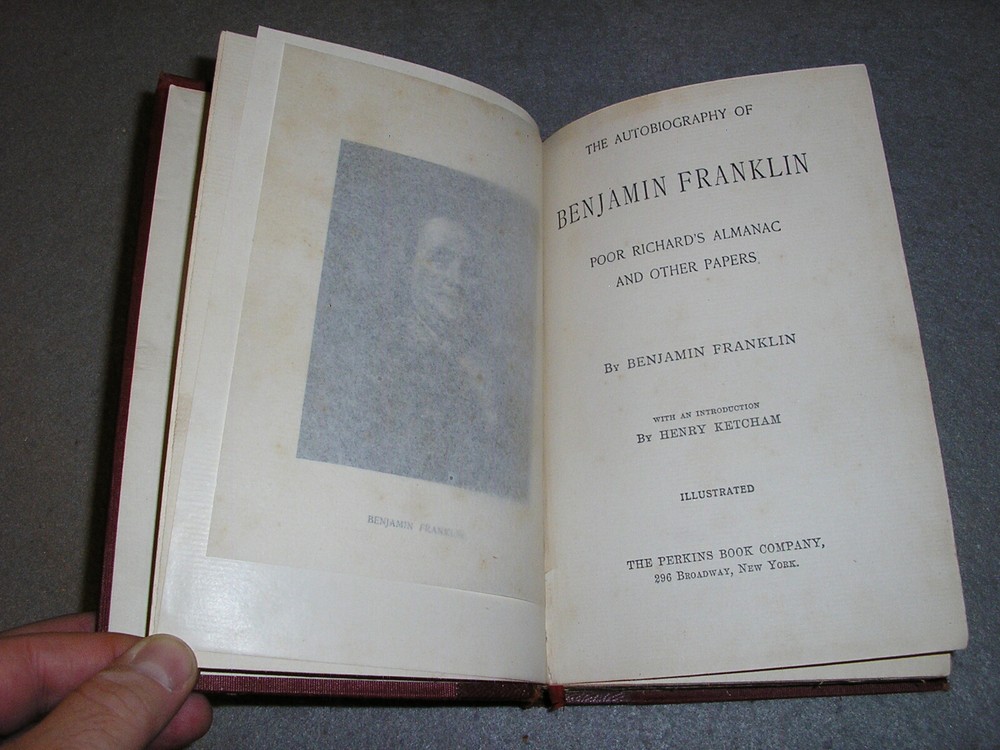 BENJAMIN FRANKLIN
THE AUTOBIOGRAPHY OF
BENJAMIN FRANKLIN
POOR RICHARD'S ALMANAC
AND OTHER PAPERS.
BY BENJAMIN FRANKLIN
WITH AN INTRODUCTION
BY HENRY KETCHAM
ILLUSTRATED
THE PERKINS BOOK COMPANY,
296 BROADWAY, NEW YORK.